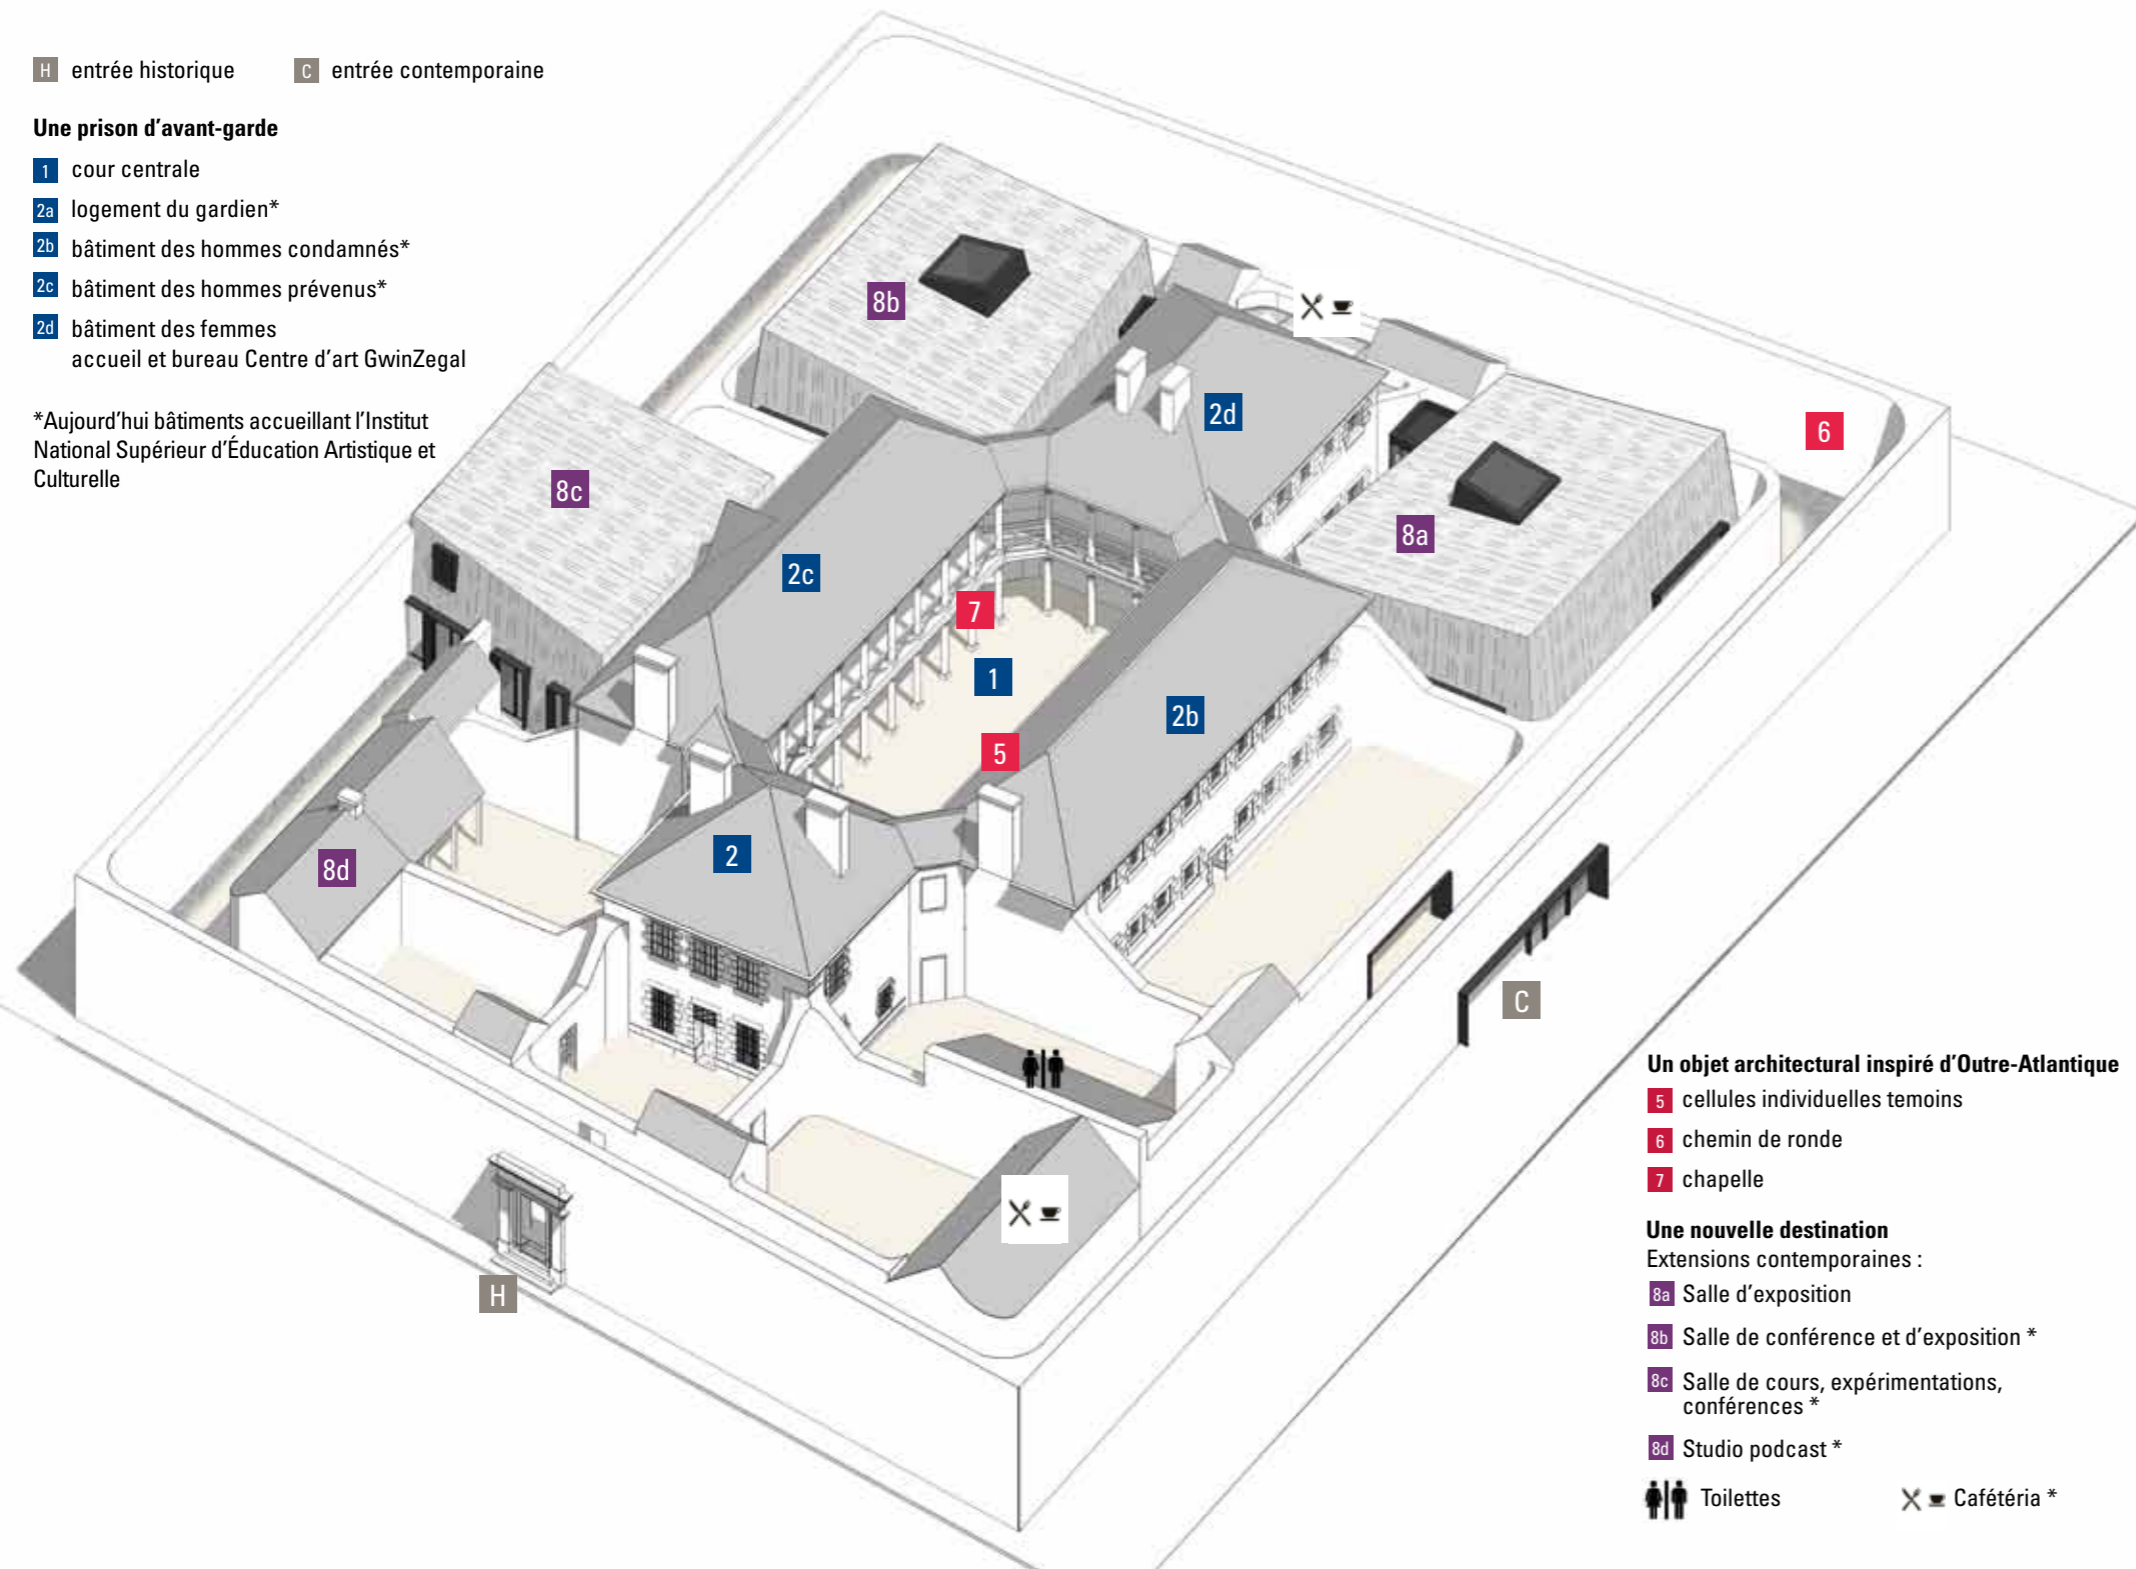 H entrée historique
C entrée contemporaine
Une prison d'avant-garde
1 cour centrale
2a logement du gardien*
2b bâtiment des hommes condamnés*
2c bâtiment des hommes prévenus*
2d bâtiment des femmes
accueil et bureau Centre d'art GwinZegal
*Aujourd'hui bâtiments accueillant l'Institut
National Supérieur d'Éducation Artistique et
Culturelle
8b
2d
6
8c
8a
2c
7
1
2b
5
2
8d
C
H
Un objet architectural inspiré d'Outre-Atlantique
5 cellules individuelles temoins
6 chemin de ronde
7 chapelle
Une nouvelle destination
Extensions contemporaines :
8a Salle d'exposition
8b Salle de conférence et d'exposition *
8c Salle de cours, expérimentations,
conférences *
8d Studio podcast *
Toilettes
Cafétéria *